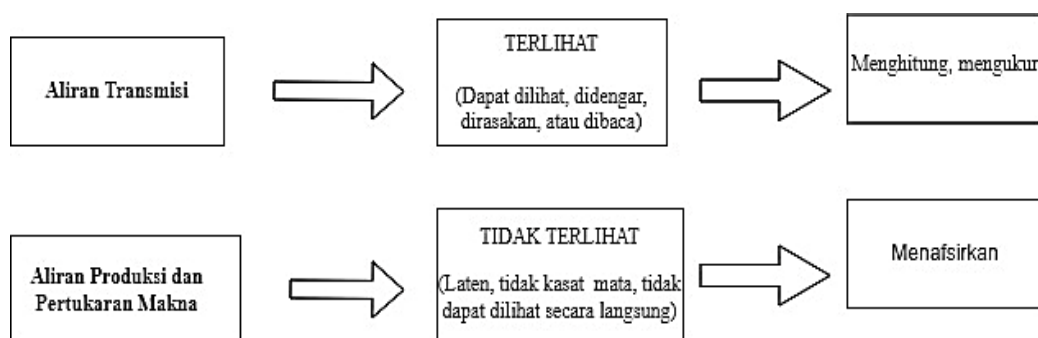 Aliran Transmisi
TERLIHAT
(Dapat dilihat, didengar,
dirasakan, atau dibaca)
Menghitung, mengukur
Aliran Produksi dan
Pertukaran Makna
TIDAK TERLIHAT
(Laten, tidak kasat mata, tidak
dapat dilihat secara langsung)
Menafsirkan